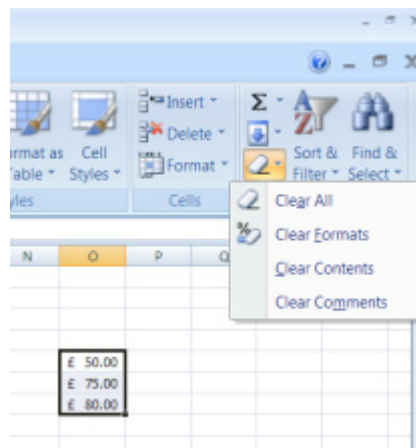 Insert
Σ
Delete
Format
rmat as
Table
Cell
Styles
Sort &
Filter
Find &
Select
yles
Cells
Clear All
Clear Formats
Clear Contents
Clear Comments
N O P Q
£ 50.00
£ 75.00
£ 80.00